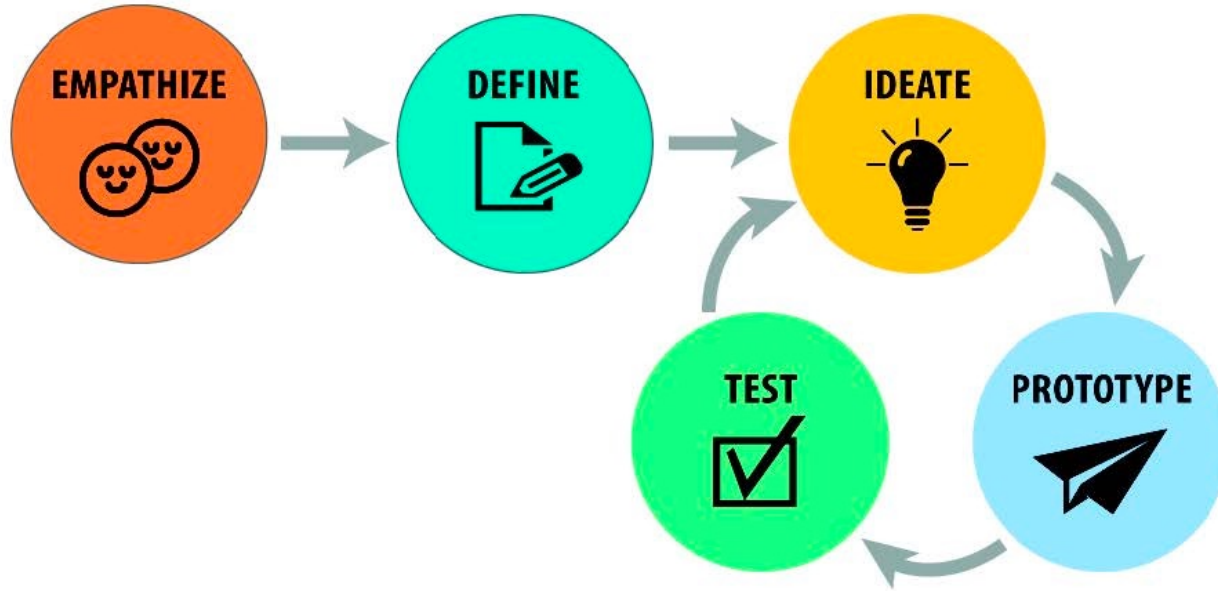 EMPATHIZE
DEFINE
IDEATE
PROTOTYPE
TEST